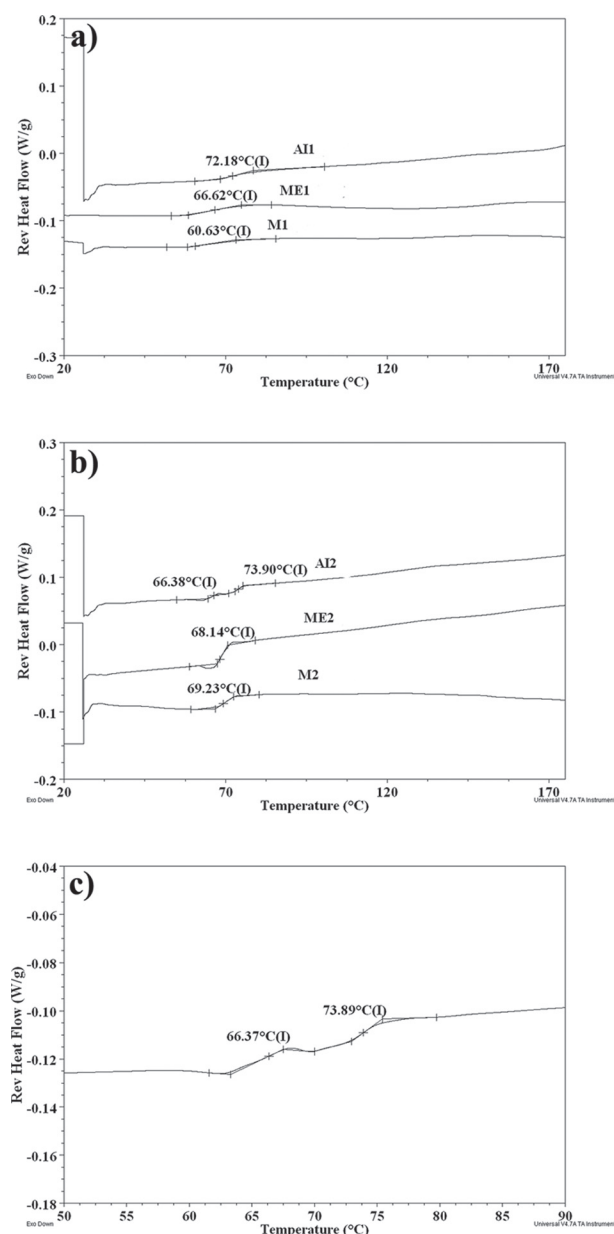 a)
0.2
0.1
0.0
-0.1
-0.2
-0.3
Rev Heat Flow (W/g)
AI1
72.18°C(I)
ME1
66.62°C(I)
M1
60.63°C(I)
20
70
120
170
Exo Down
Temperature (°C)
Universal V4.7A TA Instrument
b)
0.3
0.2
0.1
0.0
-0.1
-0.2
Rev Heat Flow (W/g)
AI2
73.90°C(I)
66.38°C(I)
ME2
68.14°C(I)
M2
69.23°C(I)
20
70
120
170
Exo Down
Temperature (°C)
Universal V4.7A TA Instrument
c)
-0.04
-0.06
-0.08
-0.10
-0.12
-0.14
-0.16
-0.18
Rev Heat Flow (W/g)
73.89°C(I)
66.37°C(I)
50
55
60
65
70
75
80
85
90
Exo Down
Temperature (°C)
Universal V4.7A TA Instrument